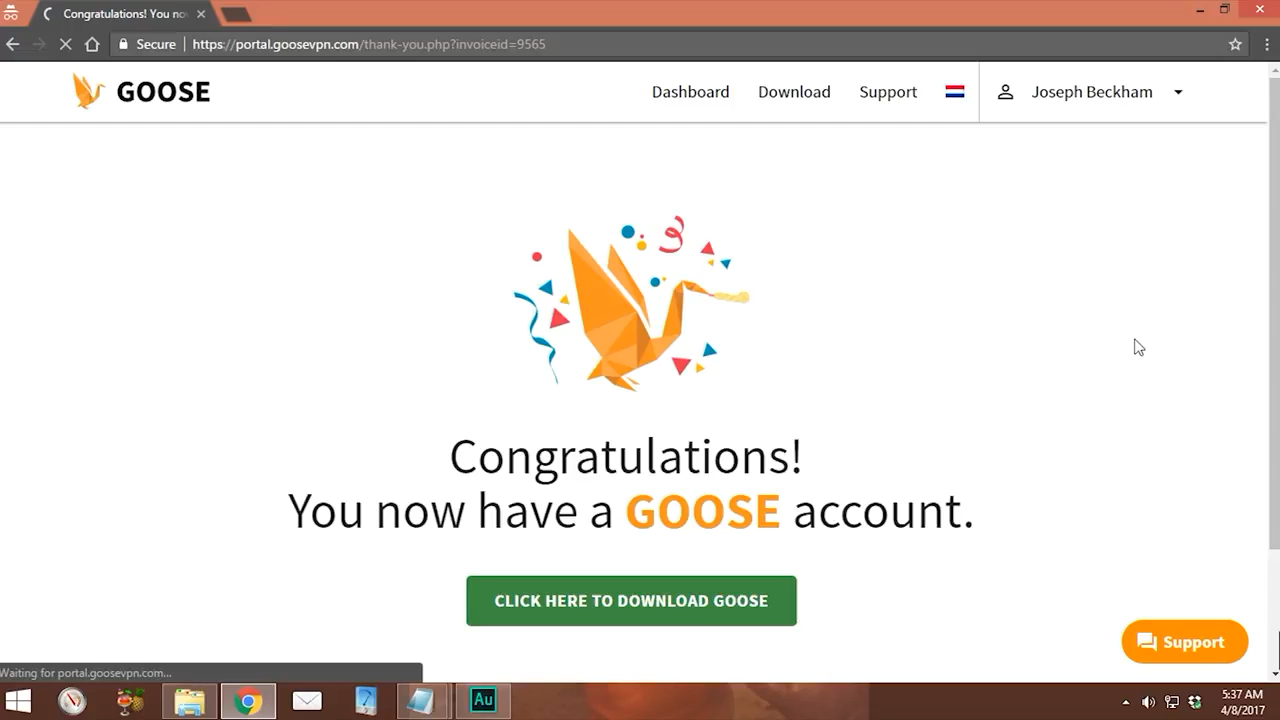 Congratulations! You no
Secure https://portal.goosevpn.com/thank-you.php?invoiceid=9565
GOOSE Dashboard Download Support Joseph Beckham
Congratulations!
You now have a GOOSE account.
CLICK HERE TO DOWNLOAD GOOSE
Support
Waiting for portal.goosevpn.com...
Au
5:37 AM
4/8/2017